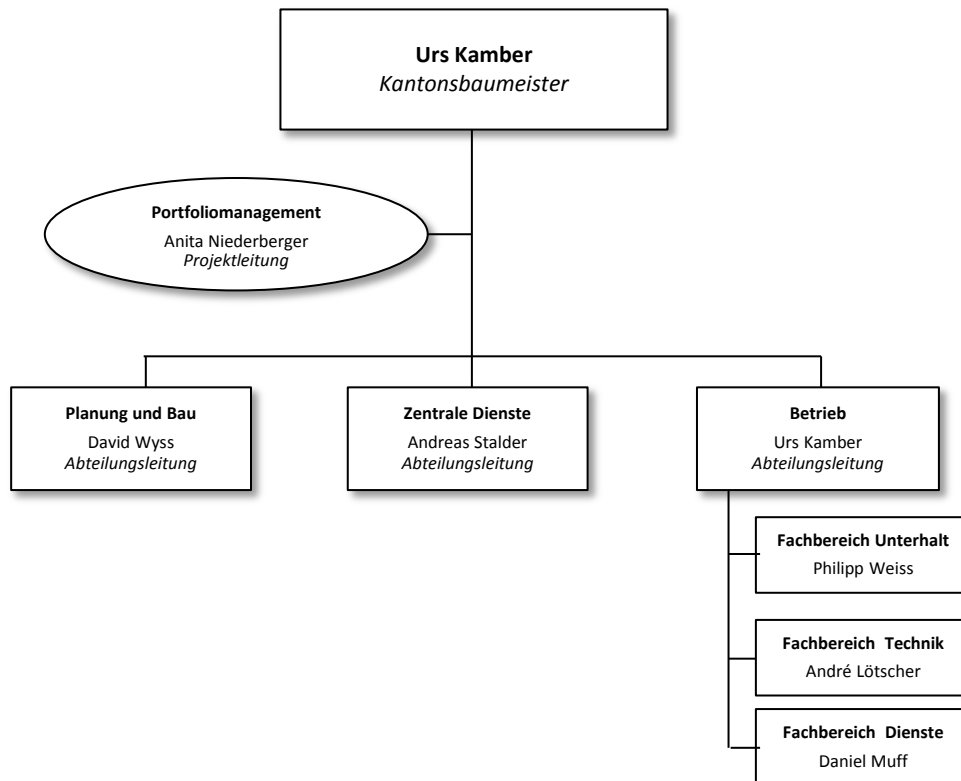 Urs Kamber
Kantonsbaumeister
Portfoliomanagement
Anita Niederberger
Projektleitung
Planung und Bau
David Wyss
Abteilungsleitung
Zentrale Dienste
Andreas Stalder
Abteilungsleitung
Betrieb
Urs Kamber
Abteilungsleitung
Fachbereich Unterhalt
Philipp Weiss
Fachbereich Technik
André Lötscher
Fachbereich Dienste
Daniel Muff